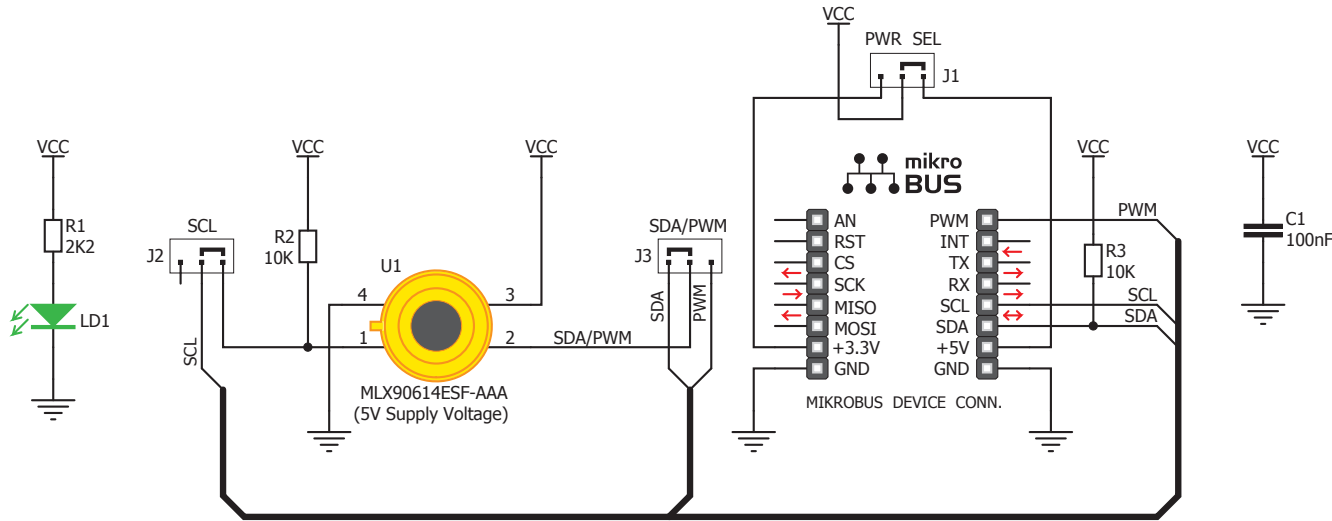 VCC
R1
2K2
LD1
SCL
J2
SCL
VCC
R2
10K
U1
4
1
3
2
VCC
MLX90614ESF-AAA
(5V Supply Voltage)
SDA/PWM
SDA/PWM
J3
SDA
PWM
VCC
PWR SEL
J1
mikro
BUS
AN
RST
CS
SCK
MISO
MOSI
+3.3V
GND
PWM
INT
TX
RX
SCL
SDA
+5V
GND
MIKROBUS DEVICE CONN.
VCC
R3
10K
PWM
SCL
SDA
VCC
C1
100nF